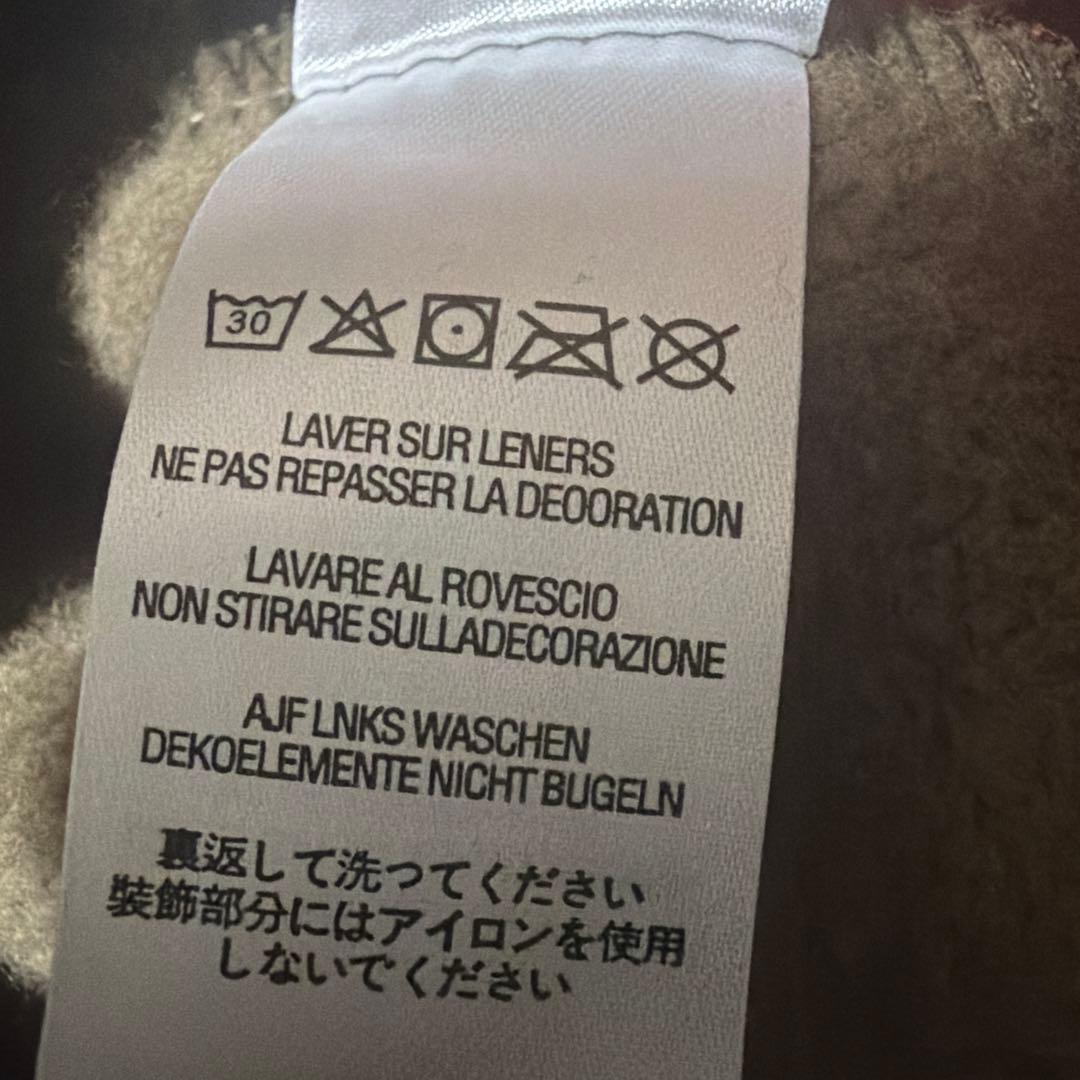 30
LAVER SUR LENERS
NE PAS REPASSER LA DEOORATION
LAVARE AL ROVESCIO
NON STIRARE SULLADECORAZIONE
AJF LNKS WASCHEN
DEKOELEMENTE NICHT BUGELN
裏返して洗つてください
装飾部分にはアイロンを使用
しないでください